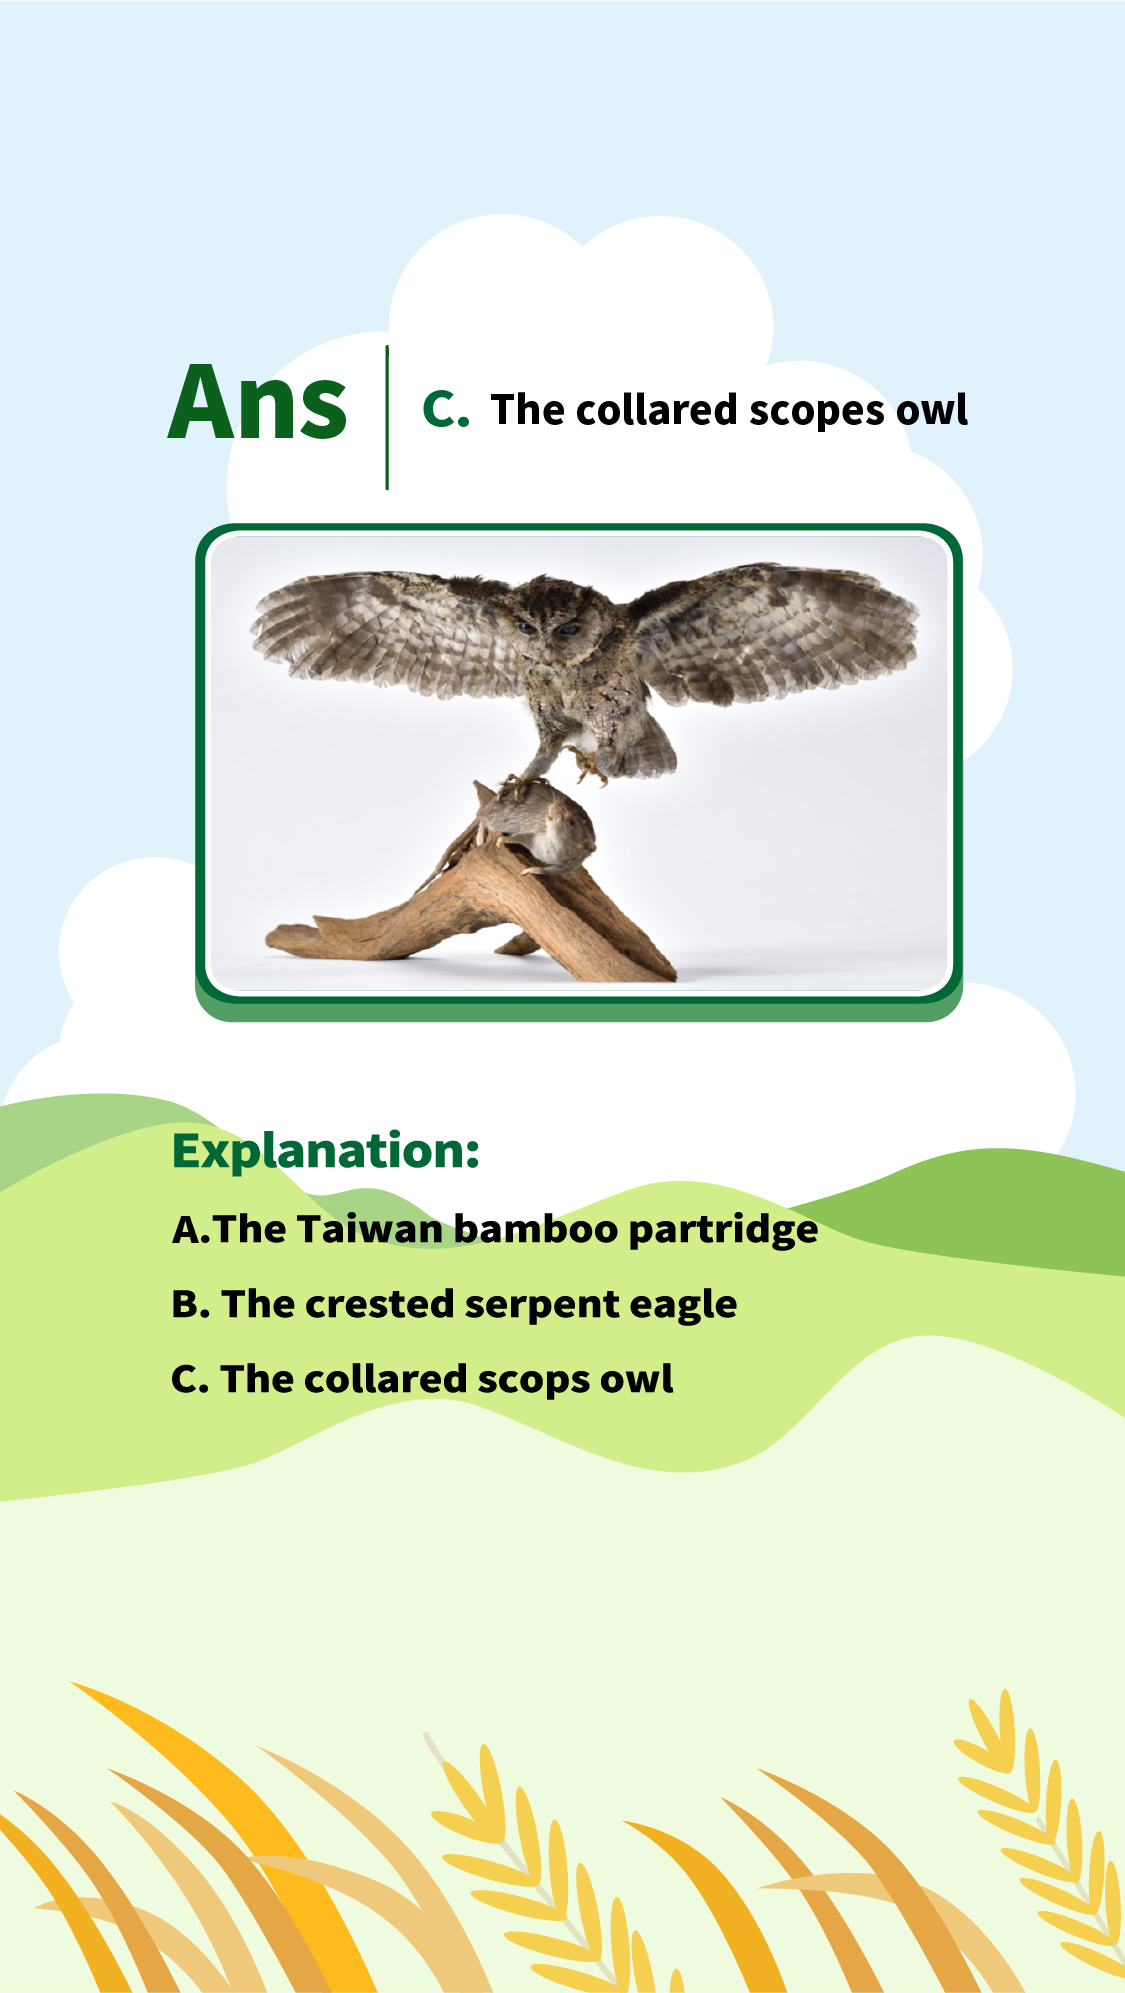 Ans
C. The collared scopes owl
Explanation:
A.The Taiwan bamboo partridge
B. The crested serpent eagle
C. The collared scops owl